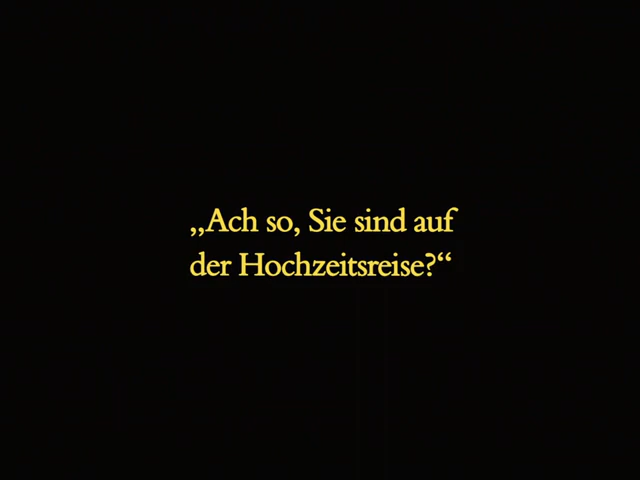 „Ach so, Sie sind auf
der Hochzeitsreise?“